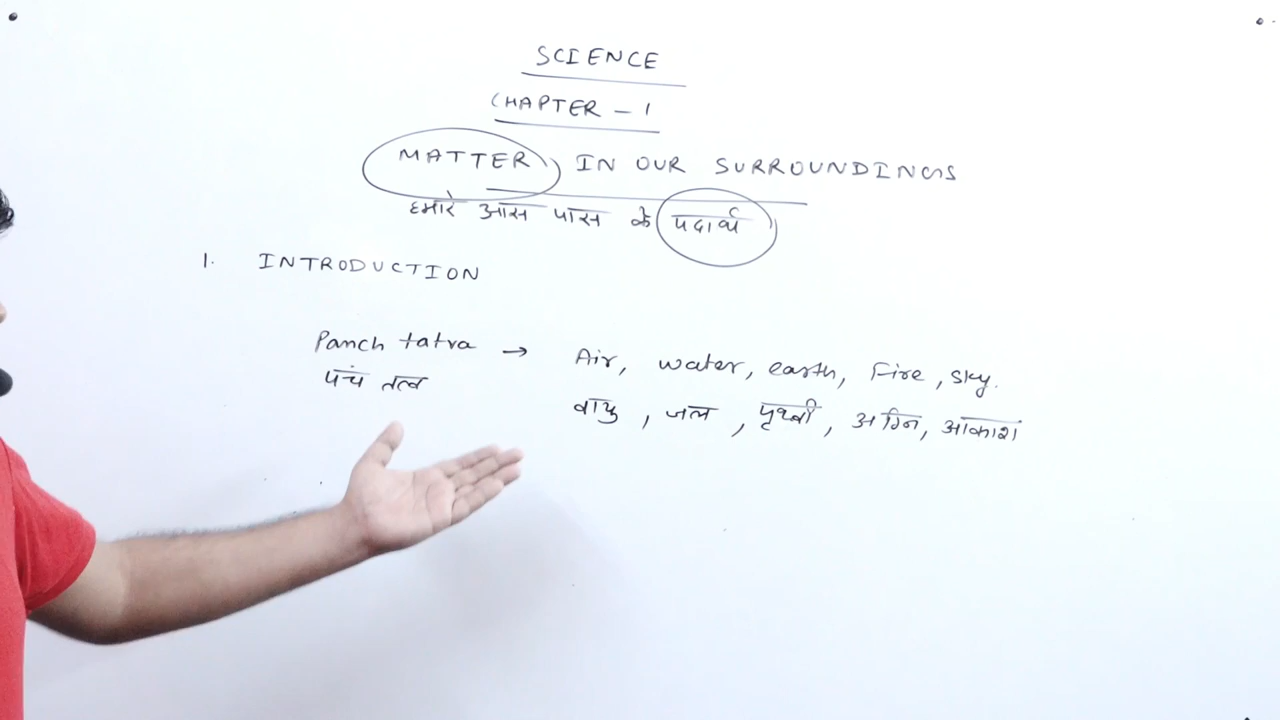 SCIENCE
CHAPTER - 1
MATTER IN OUR SURROUNDINGS
हमारे आस पास के पदार्थ
1. INTRODUCTION
Panch tatva → Air, water, earth, Fire, sky.
पंच तत्व वायु, जल, पृथ्वी, अग्नि, आकाश